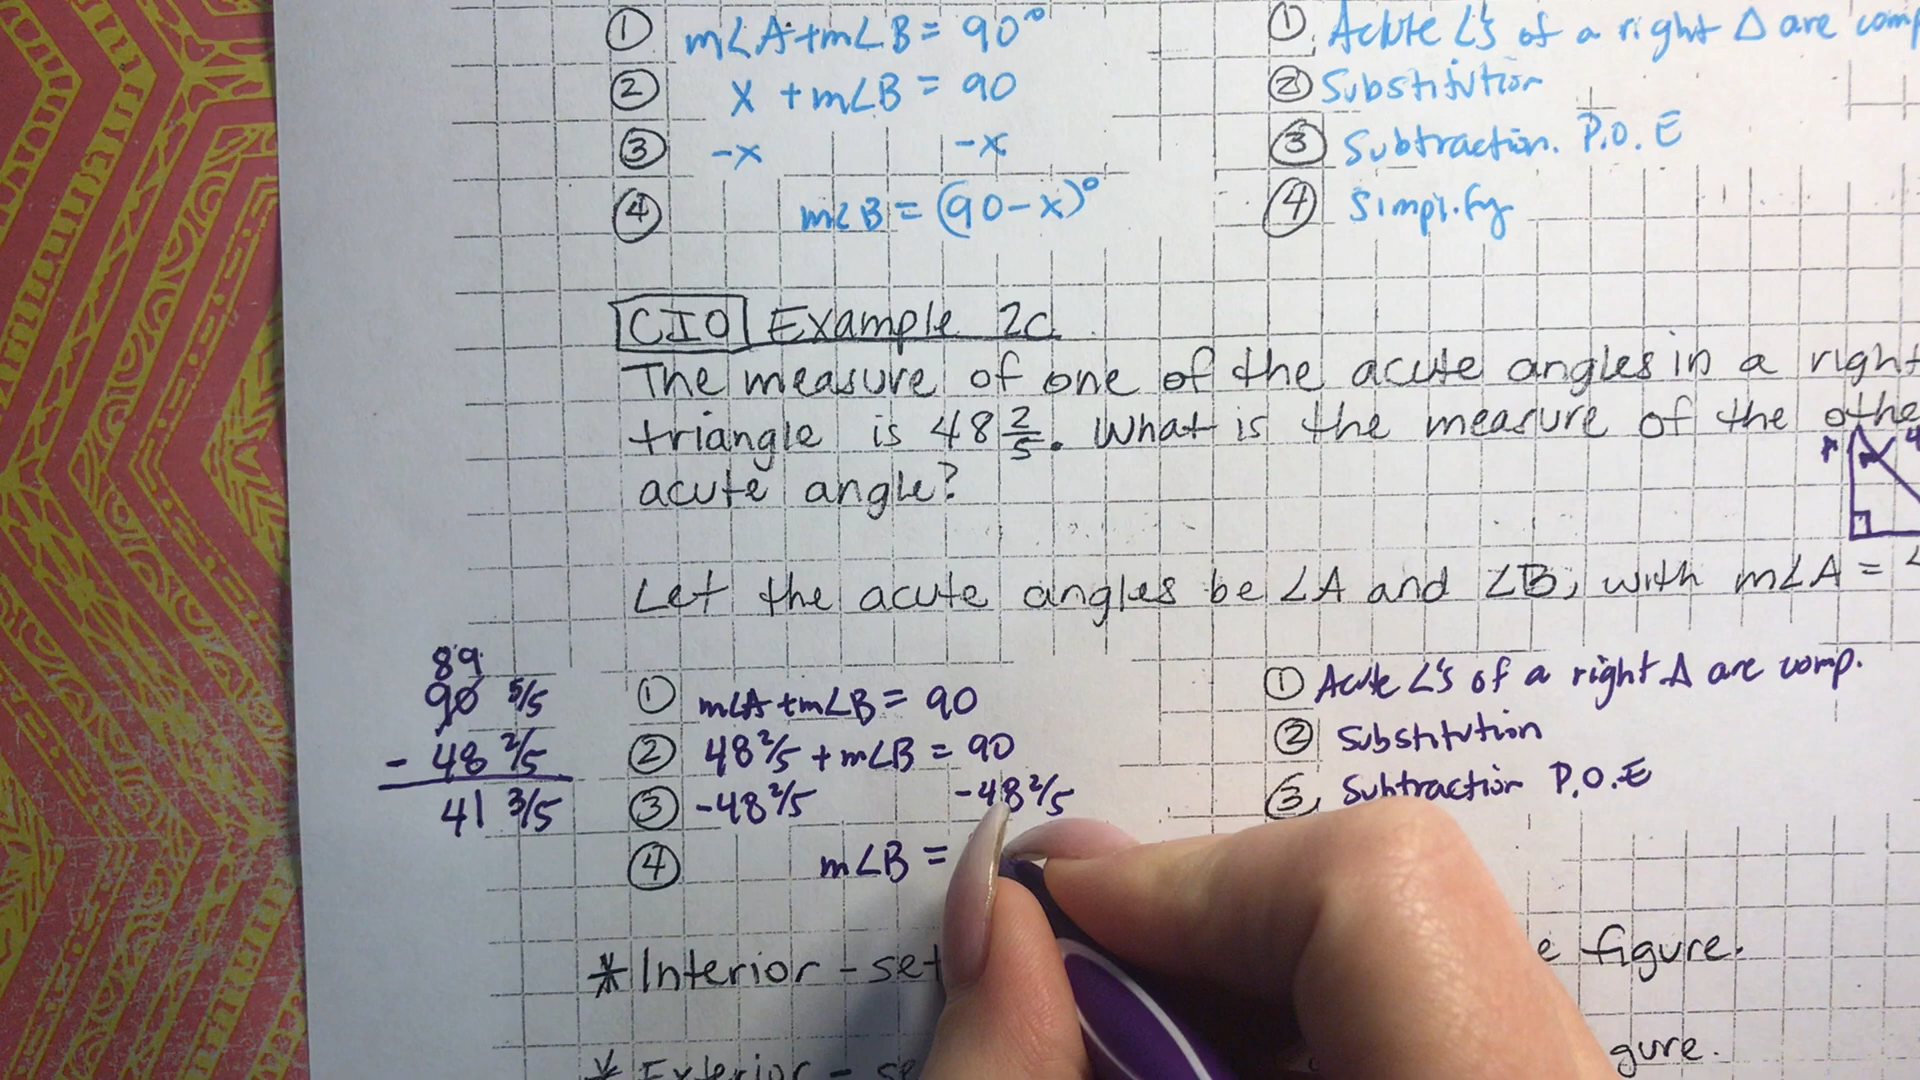 ① m∠A+m∠B = 90°
② x + m∠B = 90
③ -x -x
④ m∠B = (90-x)°
① Acute ∠'s of a right △ are comp
② Substitution
③ Subtraction. P.O.E
④ Simplify
CIO Example 2c
The measure of one of the acute angles in a right
triangle is 48 2/5. What is the measure of the othe
acute angle?
Let the acute angles be ∠A and ∠B, with m∠A =
89
90 5/5
- 48 2/5
41 3/5
① m∠A + m∠B = 90
② 48 2/5 + m∠B = 90
③ -48 2/5 -48 2/5
④ m∠B =
① Acute ∠'s of a right △ are comp.
② Substitution
③ Subtraction P.O.E
* Interior - set e figure.
* Exterior - se gure.